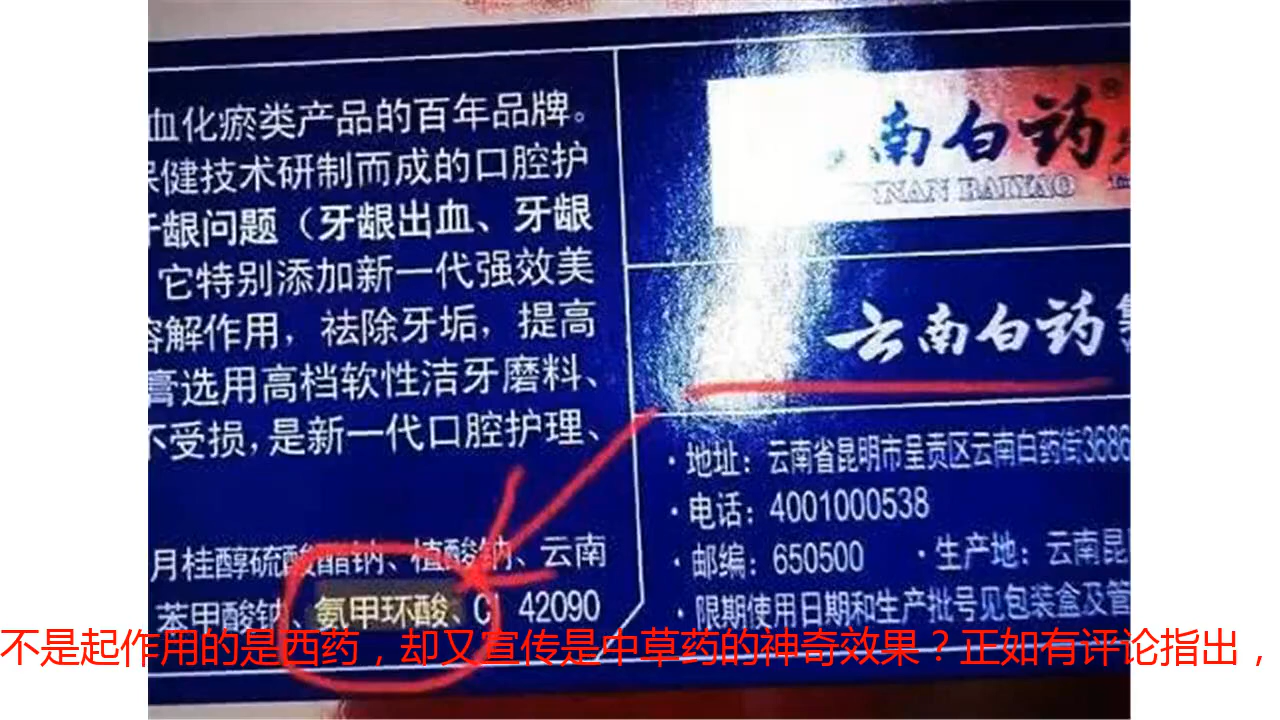 血化瘀类产品的百年品牌。
保健技术研制而成的口腔护
牙龈问题（牙龈出血、牙龈
它特别添加新一代强效美
溶解作用，祛除牙垢，提高
膏选用高档软性洁牙磨料、
不受损，是新一代口腔护理、
月桂醇硫酸酯钠、植酸钠、云南
苯甲酸钠、氨甲环酸、CI 42090
南白药®
NNAN BAIYAO
云南白药
·地址：云南省昆明市呈贡区云南白药街3686
·电话：4001000538
·邮编：650500 ·生产地：云南昆
·限期使用日期和生产批号见包装盒及管
不是起作用的是西药，却又宣传是中草药的神奇效果？正如有评论指出，